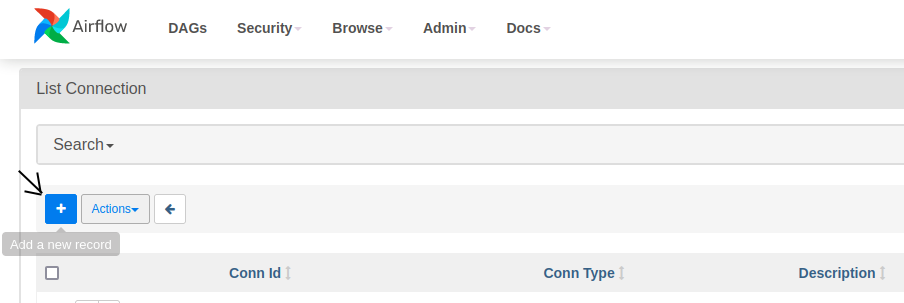 Airflow DAGs Security Browse Admin Docs
List Connection
Search
+ Actions
Add a new record
Conn Id Conn Type Description